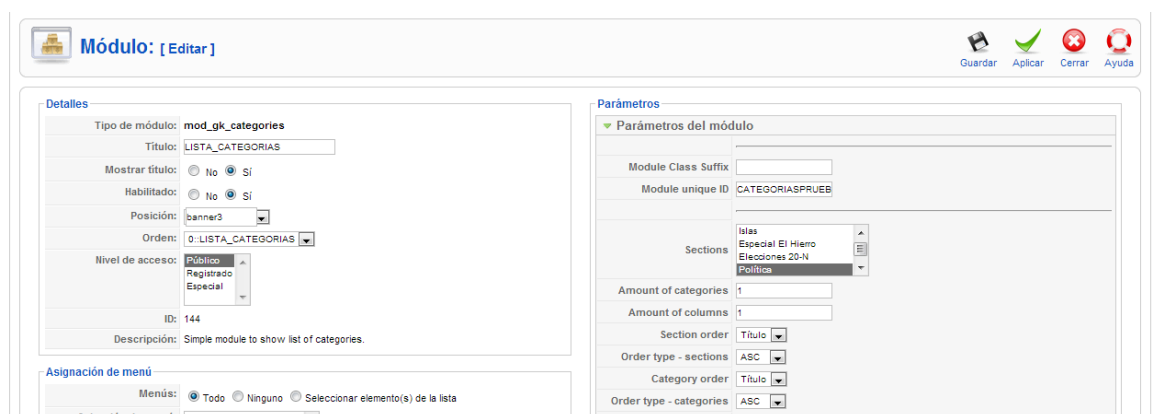 Módulo: [ Editar ]
Guardar Aplicar Cerrar Ayuda
Detalles
Tipo de módulo: mod_gk_categories
Título: LISTA_CATEGORIAS
Mostrar título: No Sí
Habilitado: No Sí
Posición: banner3
Orden: 0::LISTA_CATEGORIAS
Nivel de acceso: Público
Registrado
Especial
ID: 144
Descripción: Simple module to show list of categories.
Asignación de menú
Menús: Todo Ninguno Seleccionar elemento(s) de la lista
Parámetros
Parámetros del módulo
Module Class Suffix
Module unique ID CATEGORIASPRUEB
Sections
Islas
Especial El Hierro
Elecciones 20-N
Política
Amount of categories 1
Amount of columns 1
Section order Título
Order type - sections ASC
Category order Título
Order type - categories ASC